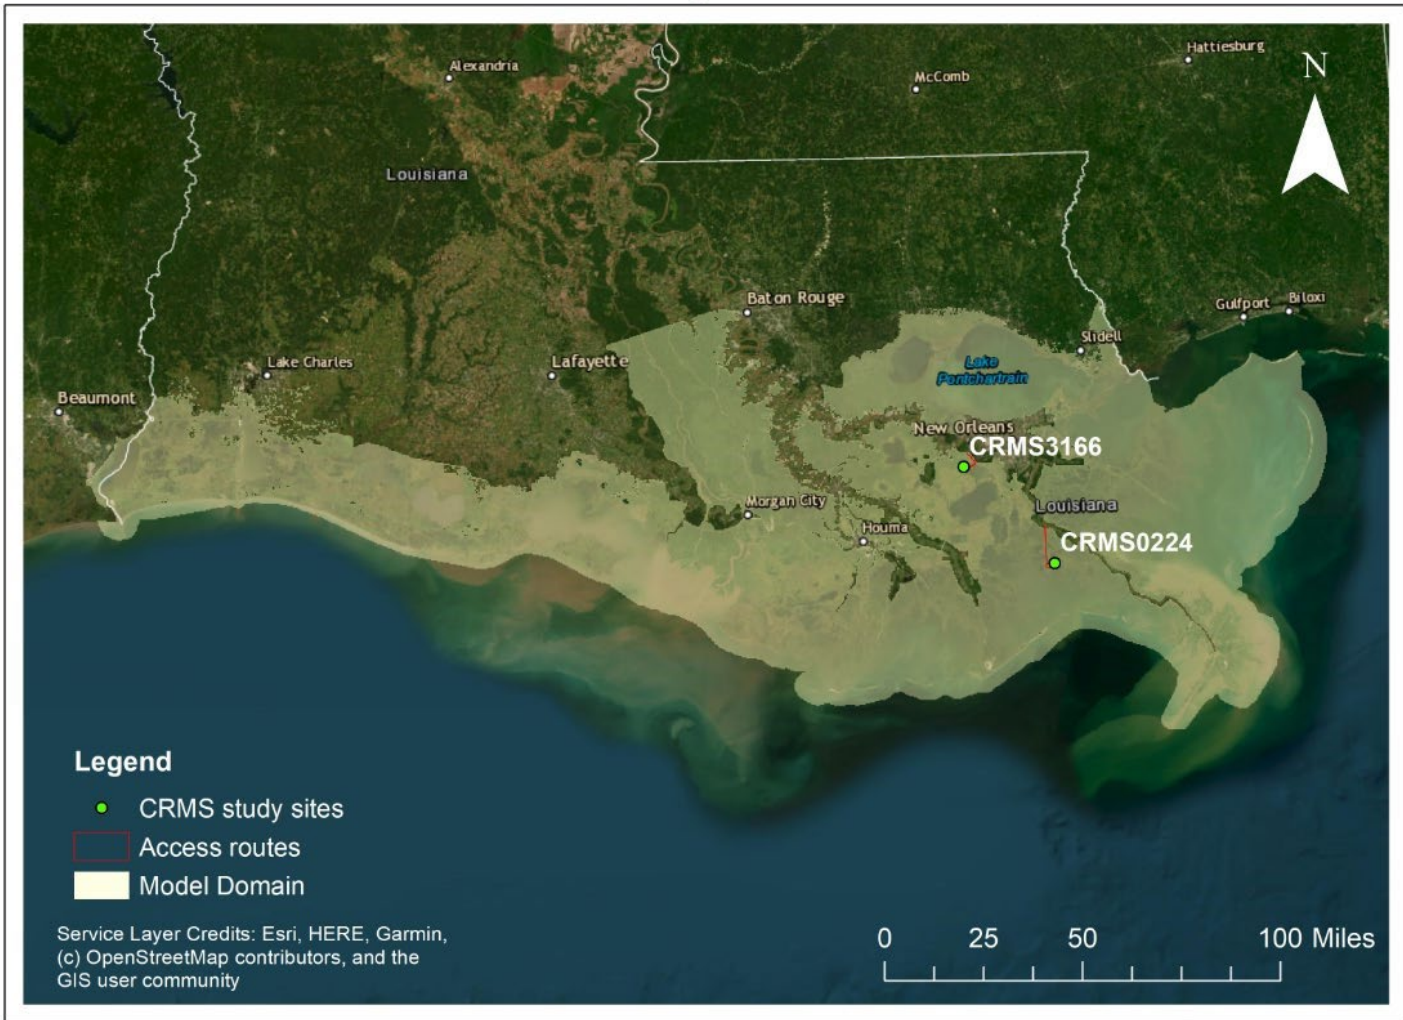 Hattiesburg
Alexandria
McComb
N
Louisiana
Baton Rouge
Gulfport
Biloxi
Slidell
Lake Charles
Lafayette
Lake
Pontchartrain
Beaumont
New Orleans
CRMS3166
Morgan City
Louisiana
Houma
CRMS0224
Legend
CRMS study sites
Access routes
Model Domain
Service Layer Credits: Esri, HERE, Garmin,
(c) OpenStreetMap contributors, and the
GIS user community
0 25 50 100 Miles